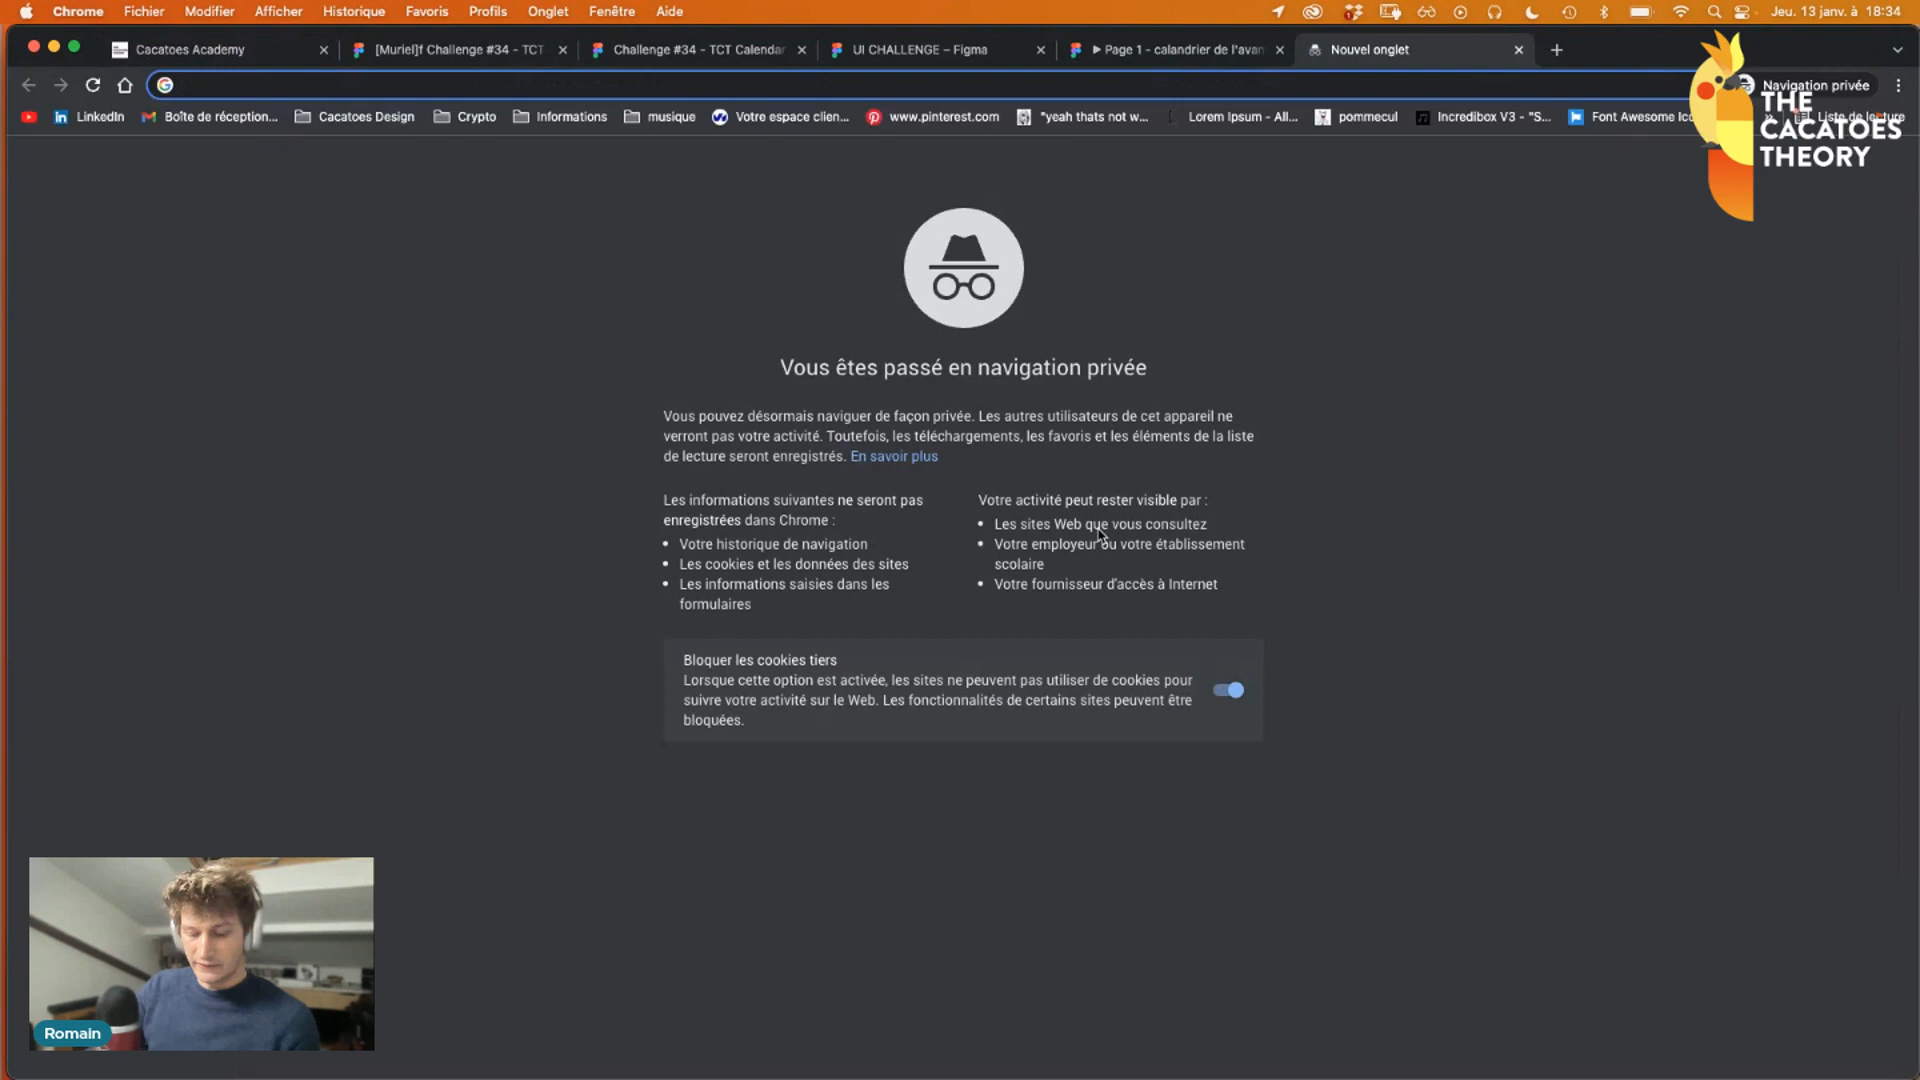 Chrome Fichier Modifier Afficher Historique Favoris Profils Onglet Fenêtre Aide Jeu. 13 janv. à 18:34
Cacatoes Academy [Muriel]f Challenge #34 - TCT Challenge #34 - TCT Calendar UI CHALLENGE – Figma Page 1 - calandrier de l'avan Nouvel onglet
Navigation privée
LinkedIn Boîte de réception... Cacatoes Design Crypto Informations musique Votre espace clien... www.pinterest.com "yeah thats not w... Lorem Ipsum - All... pommecul Incredibox V3 - "S... Font Awesome Ico Liste de lecture
THE
CACATOES
THEORY
Vous êtes passé en navigation privée
Vous pouvez désormais naviguer de façon privée. Les autres utilisateurs de cet appareil ne
verront pas votre activité. Toutefois, les téléchargements, les favoris et les éléments de la liste
de lecture seront enregistrés. En savoir plus
Les informations suivantes ne seront pas
enregistrées dans Chrome :
Votre historique de navigation
Les cookies et les données des sites
Les informations saisies dans les
formulaires
Votre activité peut rester visible par :
Les sites Web que vous consultez
Votre employeur ou votre établissement
scolaire
Votre fournisseur d'accès à Internet
Bloquer les cookies tiers
Lorsque cette option est activée, les sites ne peuvent pas utiliser de cookies pour
suivre votre activité sur le Web. Les fonctionnalités de certains sites peuvent être
bloquées.
Romain